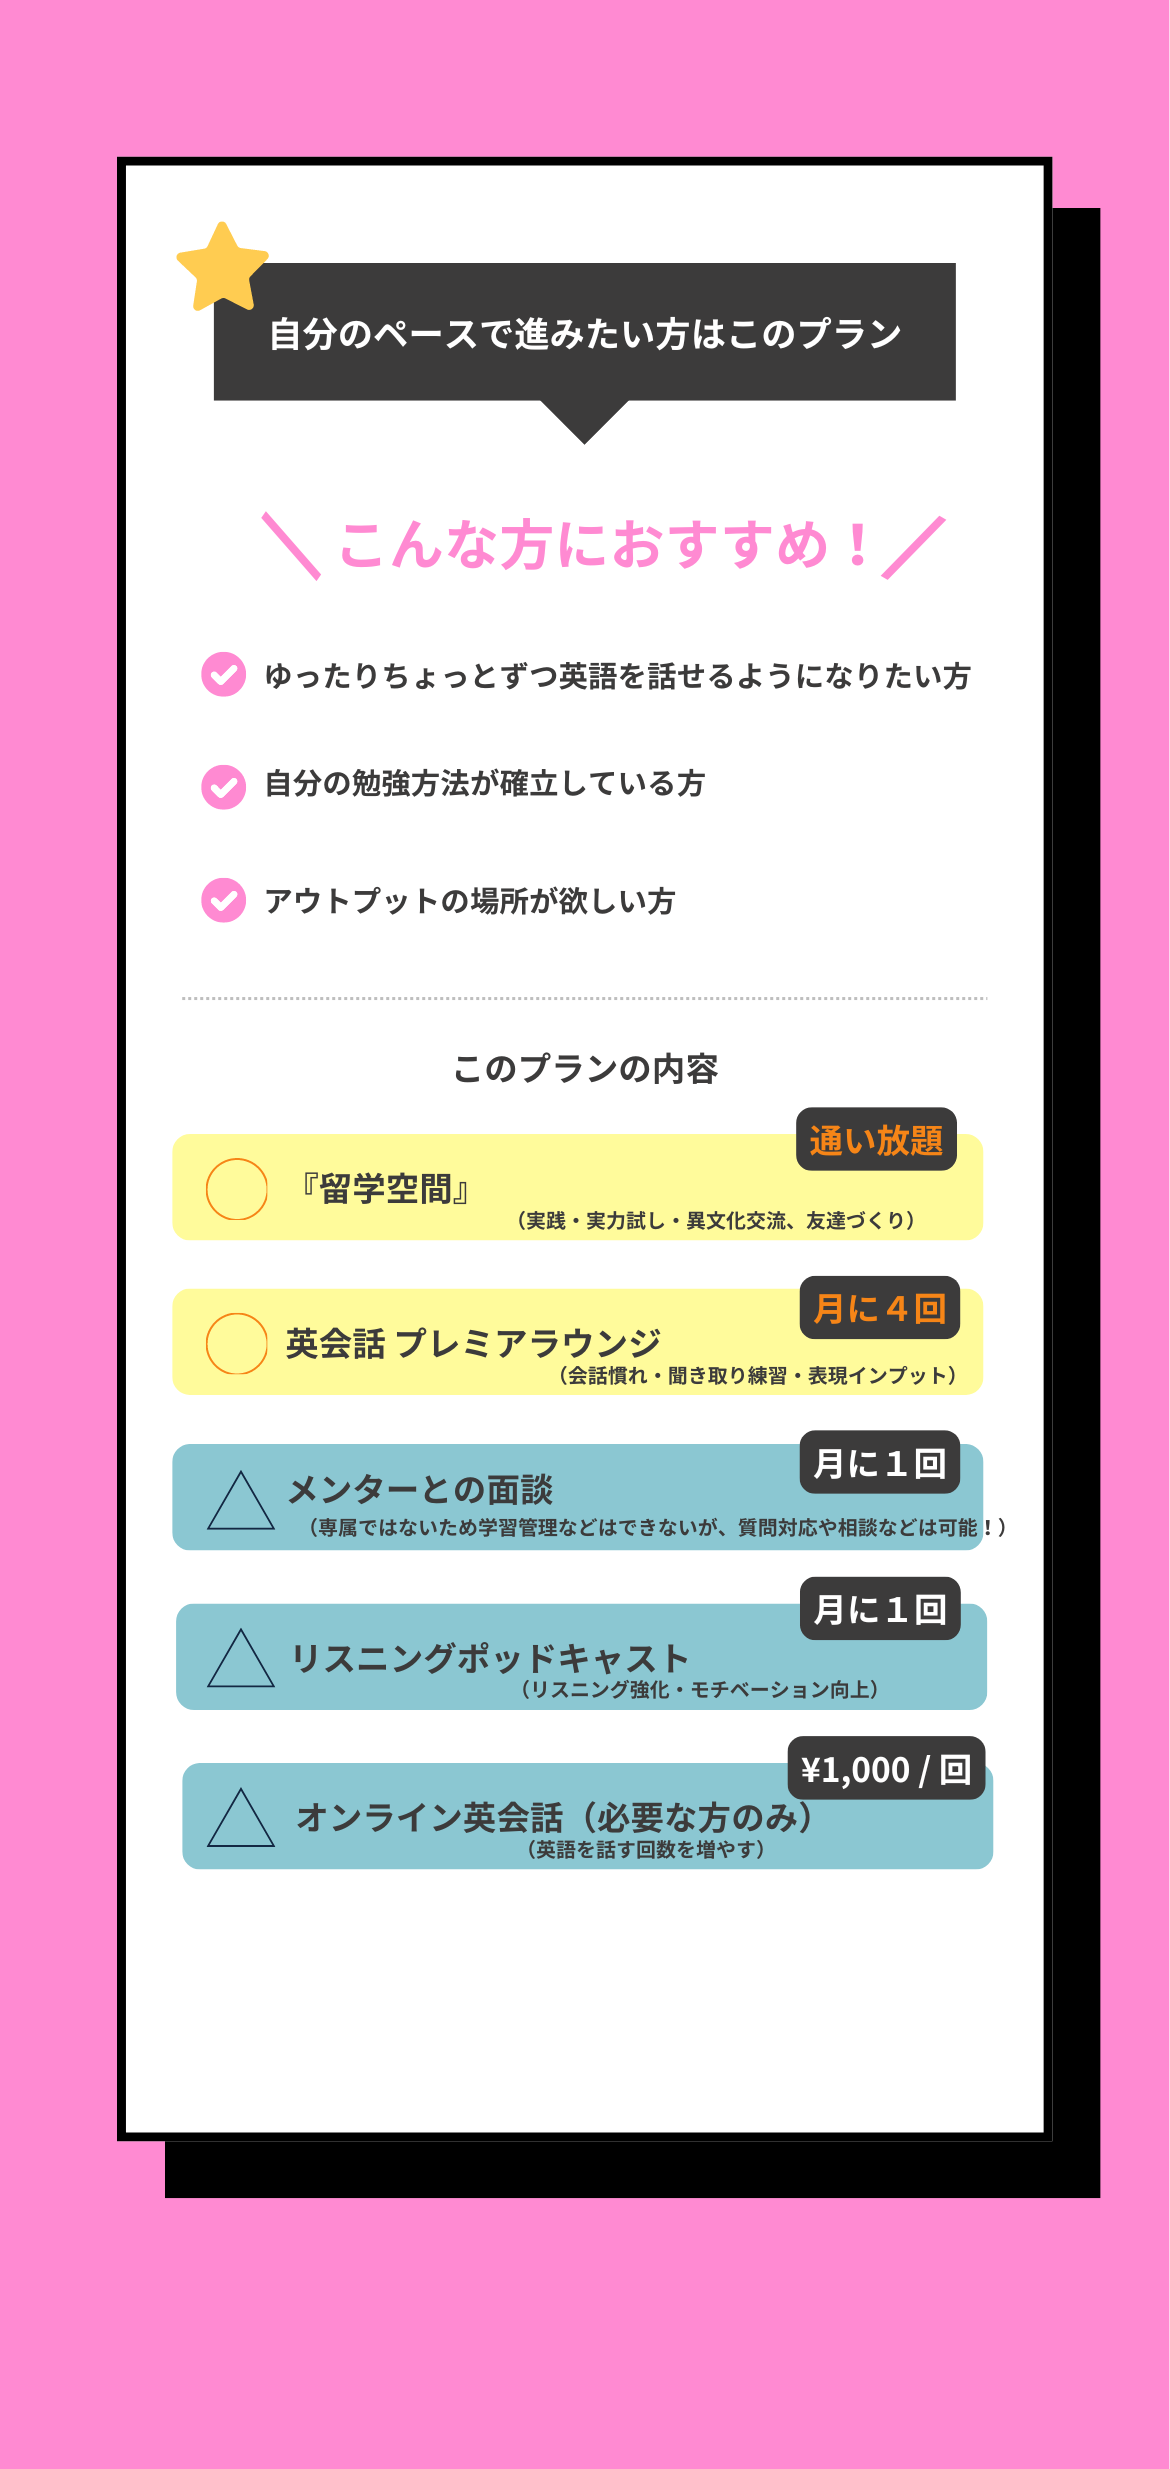 自分のペースで進みたい方はこのプラン
＼ こんな方におすすめ！／
ゆったりちょっとずつ英語を話せるようになりたい方
自分の勉強方法が確立している方
アウトプットの場所が欲しい方
このプランの内容
通い放題
『留学空間』
（実践・実力試し・異文化交流、友達づくり）
月に４回
英会話 プレミアラウンジ
（会話慣れ・聞き取り練習・表現インプット）
月に１回
メンターとの面談
（専属ではないため学習管理などはできないが、質問対応や相談などは可能！）
月に１回
リスニングポッドキャスト
（リスニング強化・モチベーション向上）
¥1,000 / 回
オンライン英会話（必要な方のみ）
（英語を話す回数を増やす）